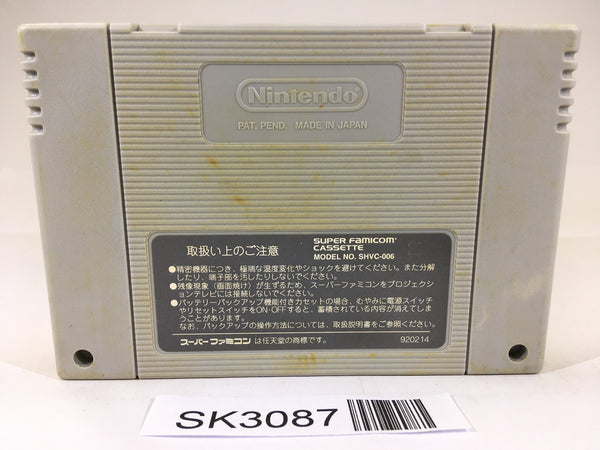 Nintendo
PAT. PEND. MADE IN JAPAN
取扱い上のご注意
SUPER FAMICOM
CASSETTE
MODEL NO. SHVC-006
●精密機器につき、極端な温度変化やショックを避けてください。また分解
したり、端子部を汚したりしないでください。
●残像現象（画面焼け）が生ずるため、スーパーファミコンをプロジェクシ
ョンテレビには接続しないでください。
●バッテリーバックアップ機能付きカセットの場合、むやみに電源スイッチ
やリセットスイッチをON・OFFすると、蓄積されている内容が消えてしま
うことがありますのでご注意ください。
なお、バックアップの操作方法については、取扱説明書をご参照ください。
スーパーファミコン は任天堂の商標です。
920214
SK3087